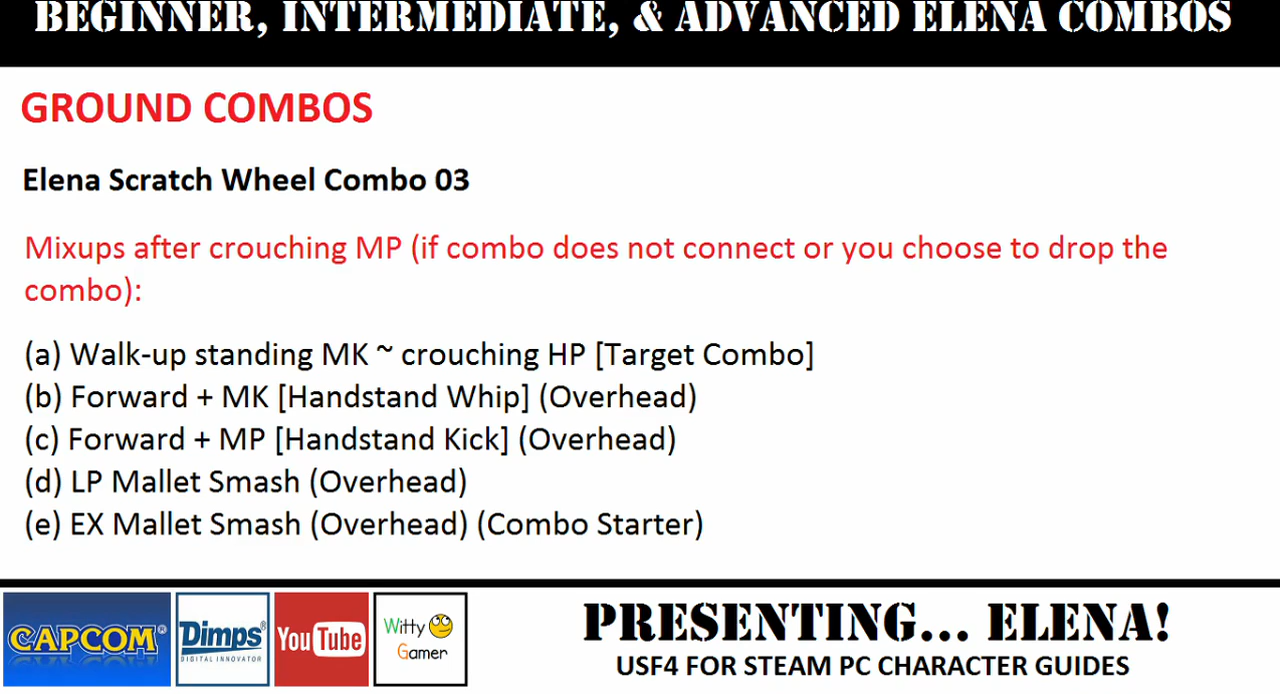 BEGINNER, INTERMEDIATE, & ADVANCED ELENA COMBOS
GROUND COMBOS
Elena Scratch Wheel Combo 03
Mixups after crouching MP (if combo does not connect or you choose to drop the
combo):
(a) Walk-up standing MK ~ crouching HP [Target Combo]
(b) Forward + MK [Handstand Whip] (Overhead)
(c) Forward + MP [Handstand Kick] (Overhead)
(d) LP Mallet Smash (Overhead)
(e) EX Mallet Smash (Overhead) (Combo Starter)
CAPCOM®
Dimps®
DIGITAL INNOVATOR
YouTube
Witty
Gamer
PRESENTING... ELENA!
USF4 FOR STEAM PC CHARACTER GUIDES